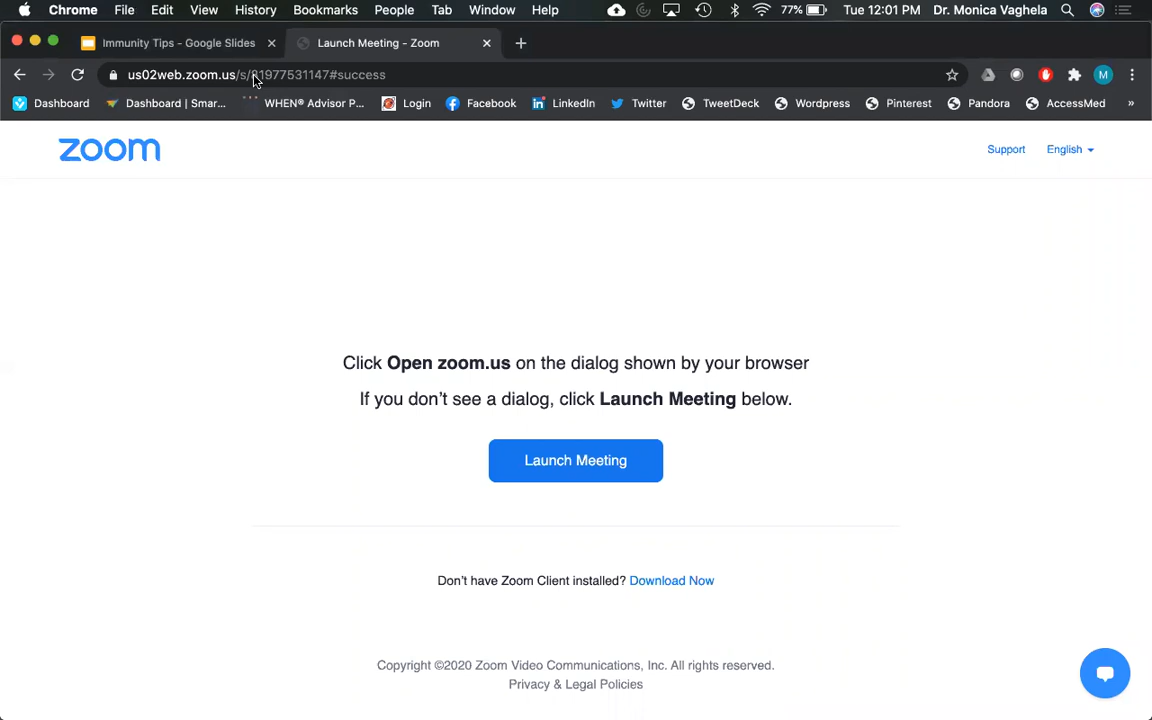 Chrome File Edit View History Bookmarks People Tab Window Help 77% Tue 12:01 PM Dr. Monica Vaghela
Immunity Tips - Google Slides Launch Meeting - Zoom
us02web.zoom.us/s/81977531147#success M
Dashboard Dashboard | Smar... WHEN® Advisor P... Login Facebook LinkedIn Twitter TweetDeck Wordpress Pinterest Pandora AccessMed »
zoom Support English
Click Open zoom.us on the dialog shown by your browser
If you don't see a dialog, click Launch Meeting below.
Launch Meeting
Don't have Zoom Client installed? Download Now
Copyright ©2020 Zoom Video Communications, Inc. All rights reserved.
Privacy & Legal Policies